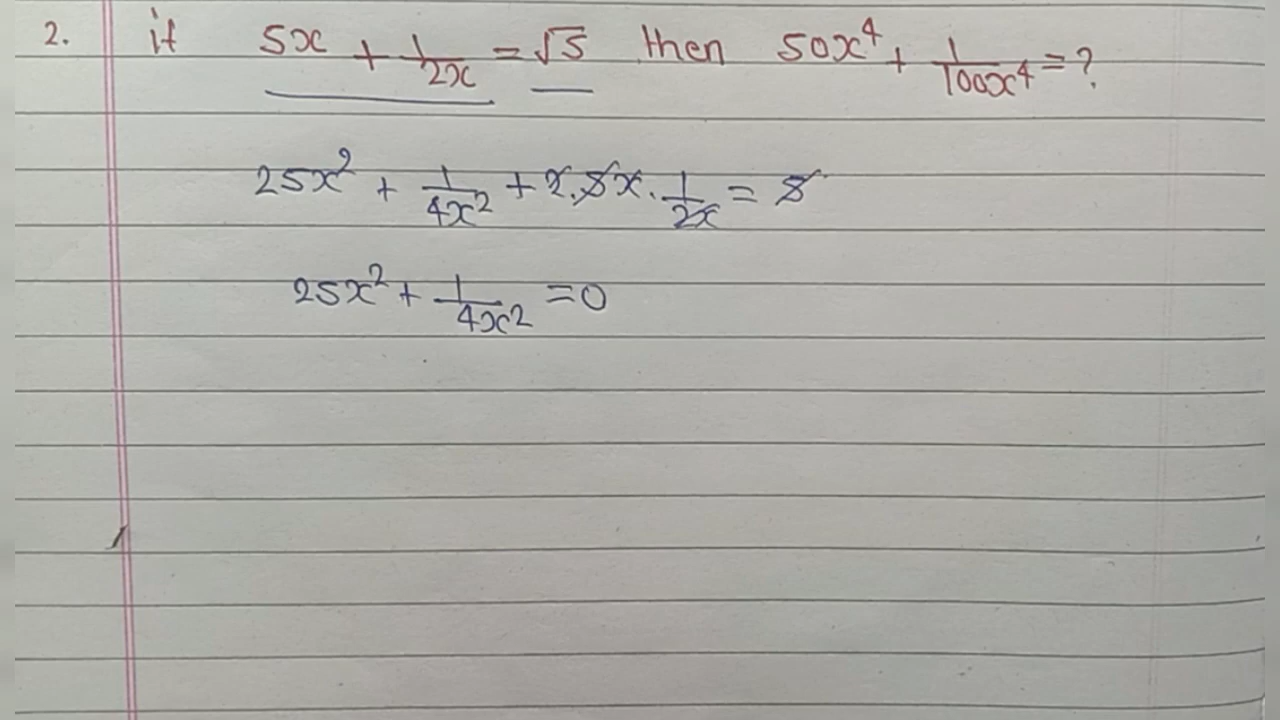 2. if 5x + 1/2x = √5 then 50x⁴ + 1/100x⁴ = ?
25x² + 1/4x² + 2.5x.1/2x = 5
25x² + 1/4x² = 0